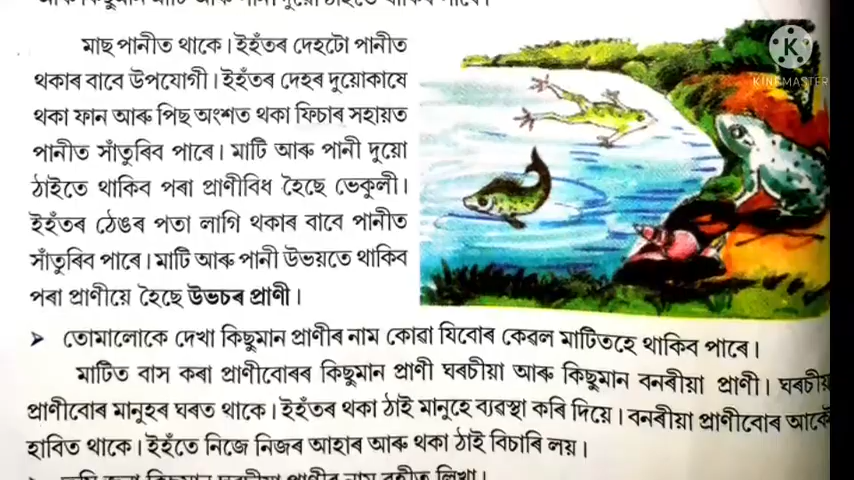 মাছ পানীত থাকে। ইহঁতৰ দেহটো পানীত
KINEMASTER
থকাৰ বাবে উপযোগী। ইহঁতৰ দেহৰ দুয়োকাষে
থকা ফান আৰু পিছ অংশত থকা ফিচাৰ সহায়ত
পানীত সাঁতুৰিব পাৰে। মাটি আৰু পানী দুয়ো
ঠাইতে থাকিব পৰা প্ৰাণীবিধ হৈছে ভেকুলী।
ইহঁতৰ ঠেঙৰ পতা লাগি থকাৰ বাবে পানীত
সাঁতুৰিব পাৰে। মাটি আৰু পানী উভয়তে থাকিব
পৰা প্ৰাণীয়ে হৈছে উভচৰ প্ৰাণী।
➤ তোমালোকে দেখা কিছুমান প্ৰাণীৰ নাম কোৱা যিবোৰ কেৱল মাটিতহে থাকিব পাৰে।
মাটিত বাস কৰা প্ৰাণীবোৰৰ কিছুমান প্ৰাণী ঘৰচীয়া আৰু কিছুমান বনৰীয়া প্ৰাণী। ঘৰচীয়
প্ৰাণীবোৰ মানুহৰ ঘৰত থাকে। ইহঁতৰ থকা ঠাই মানুহে ব্যৱস্থা কৰি দিয়ে। বনৰীয়া প্ৰাণীবোৰ
হাবিত থাকে। ইহঁতে নিজে নিজৰ আহাৰ আৰু থকা ঠাই বিচাৰি লয়।